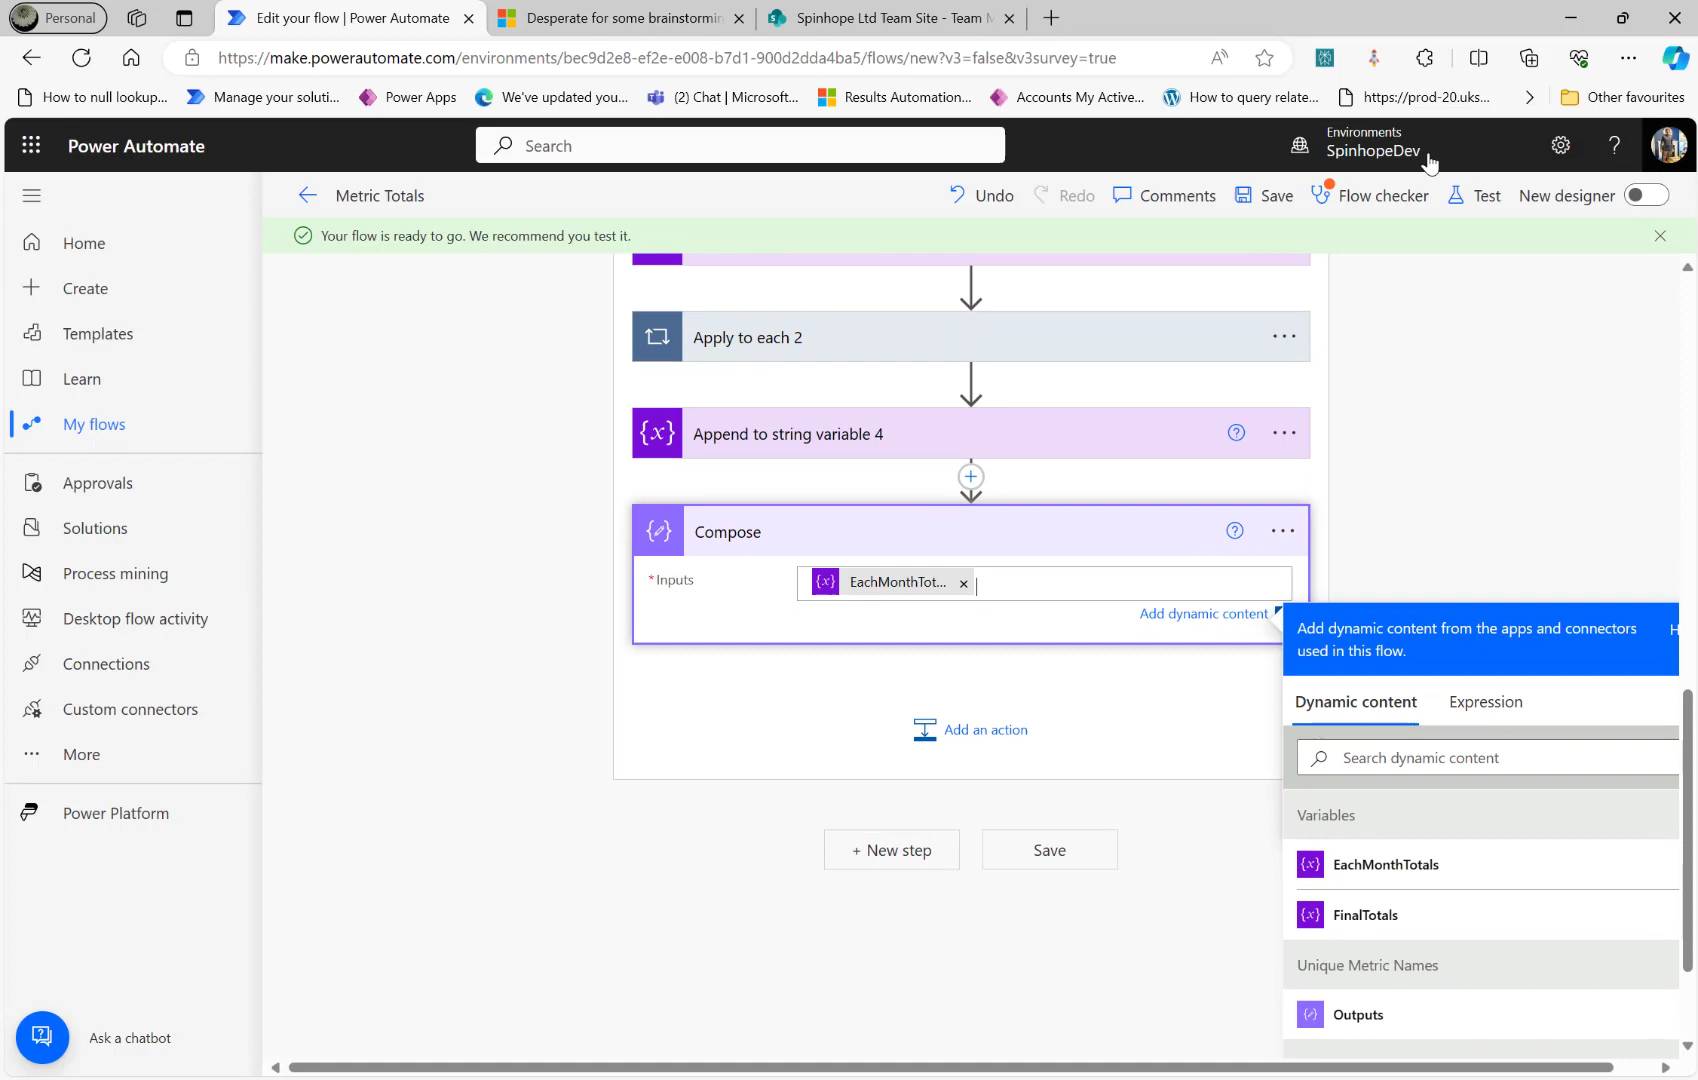 Personal
Edit your flow | Power Automate
Desperate for some brainstormin
Spinhope Ltd Team Site - Team M
https://make.powerautomate.com/environments/bec9d2e8-ef2e-e008-b7d1-900d2dda4ba5/flows/new?v3=false&v3survey=true
How to null lookup...
Manage your soluti...
Power Apps
We've updated you...
(2) Chat | Microsoft...
Results Automation...
Accounts My Active...
How to query relate...
https://prod-20.uks...
Other favourites
Power Automate
Search
Environments
SpinhopeDev
Metric Totals
Undo
Redo
Comments
Save
Flow checker
Test
New designer
Your flow is ready to go. We recommend you test it.
Home
Create
Templates
Learn
My flows
Approvals
Solutions
Process mining
Desktop flow activity
Connections
Custom connectors
More
Power Platform
Ask a chatbot
Apply to each 2
Append to string variable 4
Compose
* Inputs
EachMonthTot...
Add dynamic content
Add an action
+ New step
Save
Add dynamic content from the apps and connectors
used in this flow.
H
Dynamic content
Expression
Search dynamic content
Variables
EachMonthTotals
FinalTotals
Unique Metric Names
Outputs